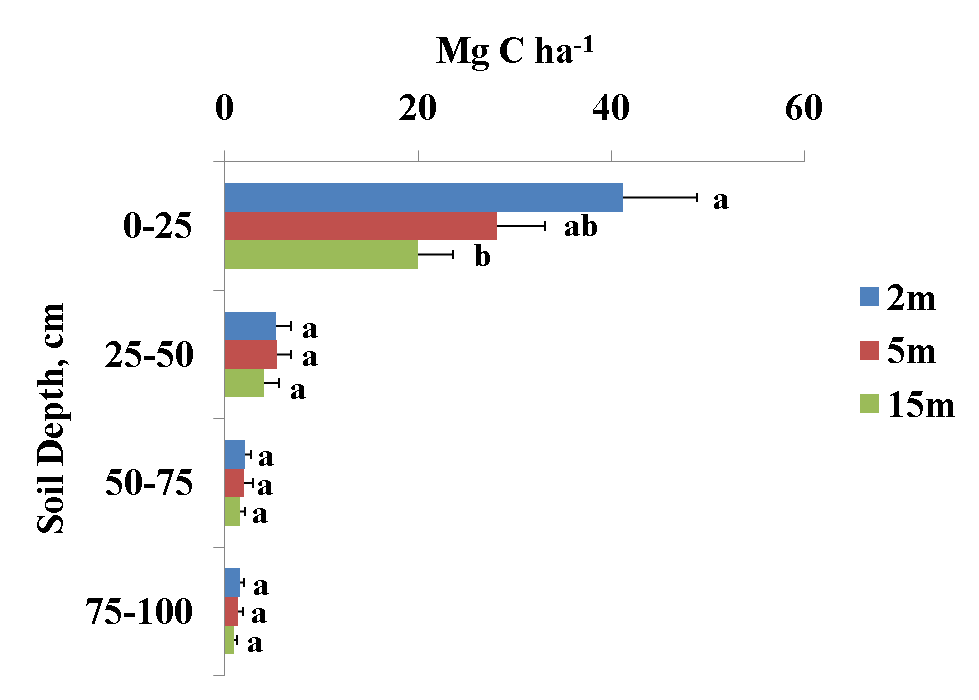 Mg C ha-1
0 20 40 60
0-25
a
ab
b
25-50
a
a
a
50-75
a
a
a
75-100
a
a
a
Soil Depth, cm
2m
5m
15m